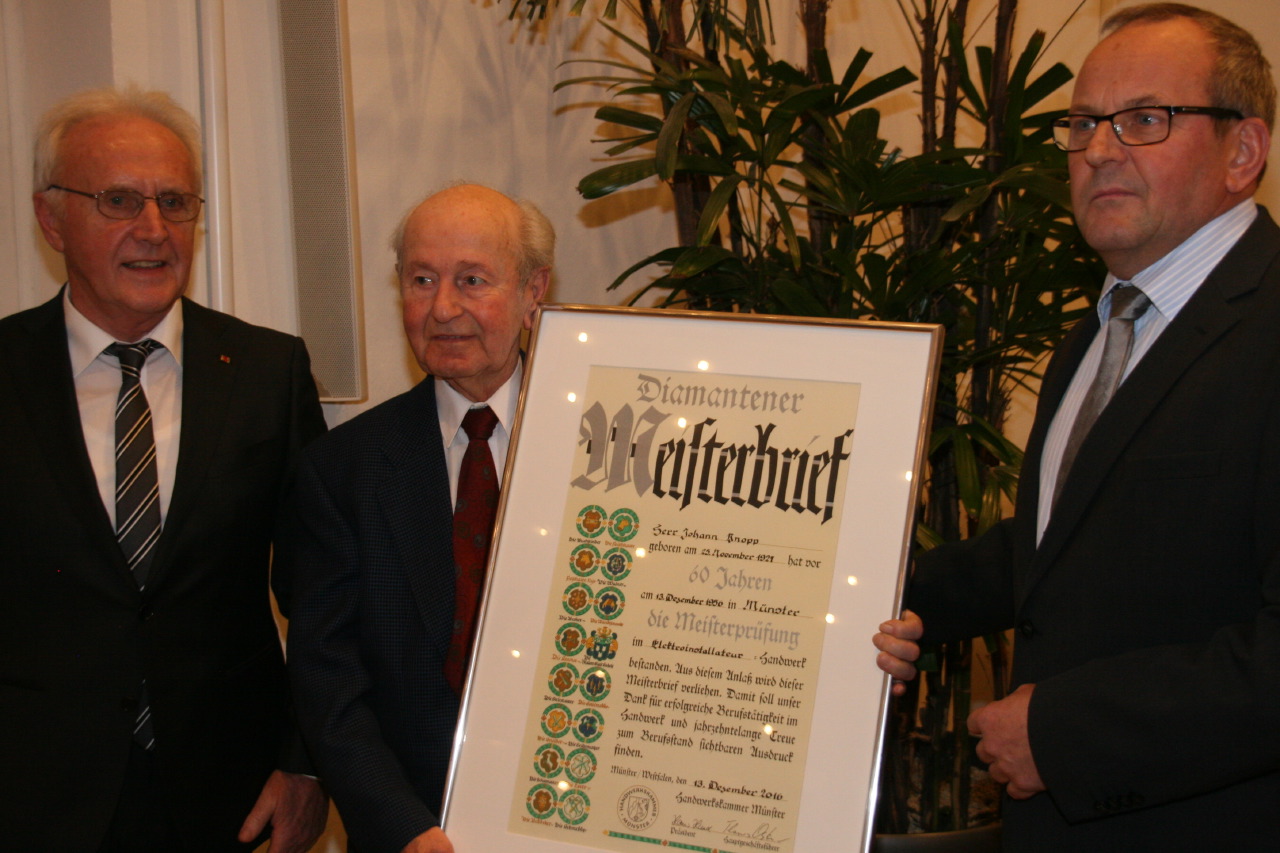 Diamantener
Meisterbrief
Herr Johann Knopp
geboren am 25. November 1921 hat vor
60 Jahren
am 13. Dezember 1956 in Münster
die Meisterprüfung
im Elektroinstallateur - Handwerk
bestanden. Aus diesem Anlaß wird dieser
Meisterbrief verliehen. Damit soll unser
Dank für erfolgreiche Berufstätigkeit im
Handwerk und jahrzehntelange Treue
zum Berufsstand sichtbaren Ausdruck
finden.
Münster/Westfalen, den 13. Dezember 2016
Handwerkskammer Münster
HANDWERKSKAMMER MÜNSTER
Präsident Hauptgeschäftsführer